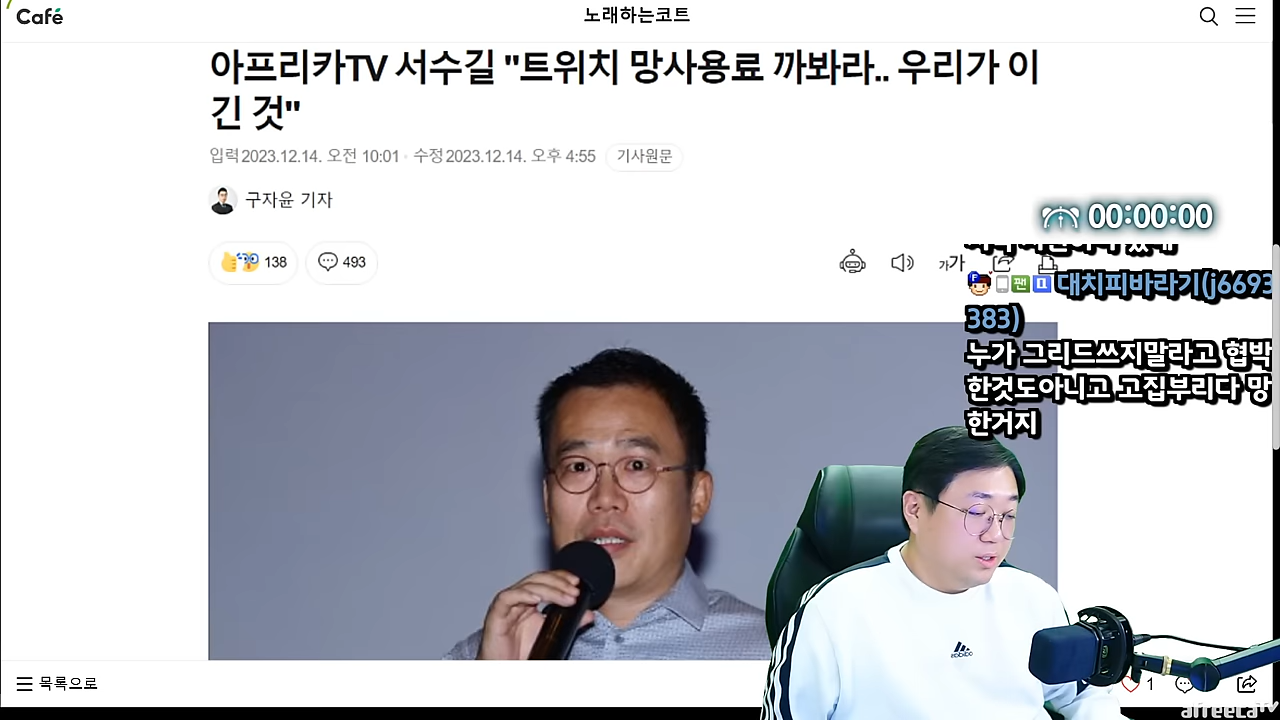 Café
노래하는코트
아프리카TV 서수길 "트위치 망사용료 까봐라.. 우리가 이
긴 것"
입력 2023.12.14. 오전 10:01 · 수정 2023.12.14. 오후 4:55 기사원문
구자윤 기자
138 493
가가
00:00:00
대치피바라기(j6693
383)
누가 그리드쓰지말라고 협박
한것도아니고 고집부리다 망
한거지
adidas
목록으로
1
afreecaTV